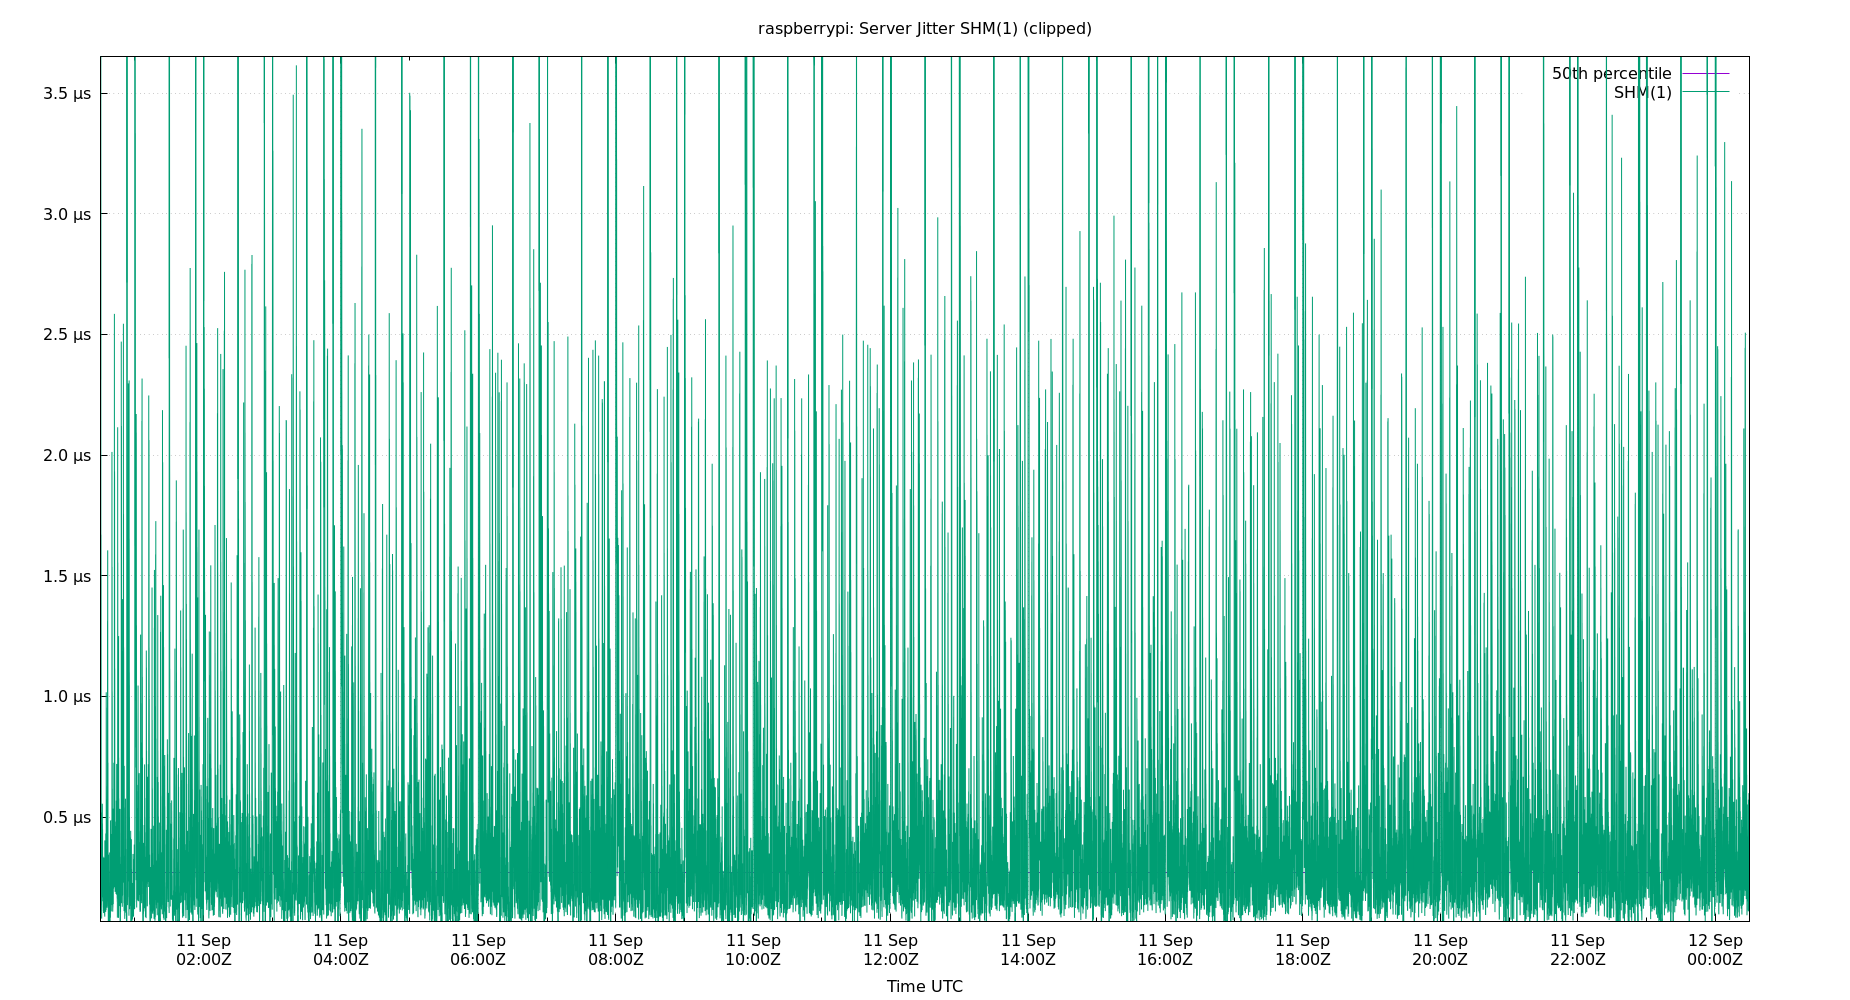 raspberrypi: Server Jitter SHM(1) (clipped)
50th percentile
SHM(1)
3.5 µs
3.0 µs
2.5 µs
2.0 µs
1.5 µs
1.0 µs
0.5 µs
11 Sep 11 Sep 11 Sep 11 Sep 11 Sep 11 Sep 11 Sep 11 Sep 11 Sep 11 Sep 11 Sep 12 Sep
02:00Z 04:00Z 06:00Z 08:00Z 10:00Z 12:00Z 14:00Z 16:00Z 18:00Z 20:00Z 22:00Z 00:00Z
Time UTC